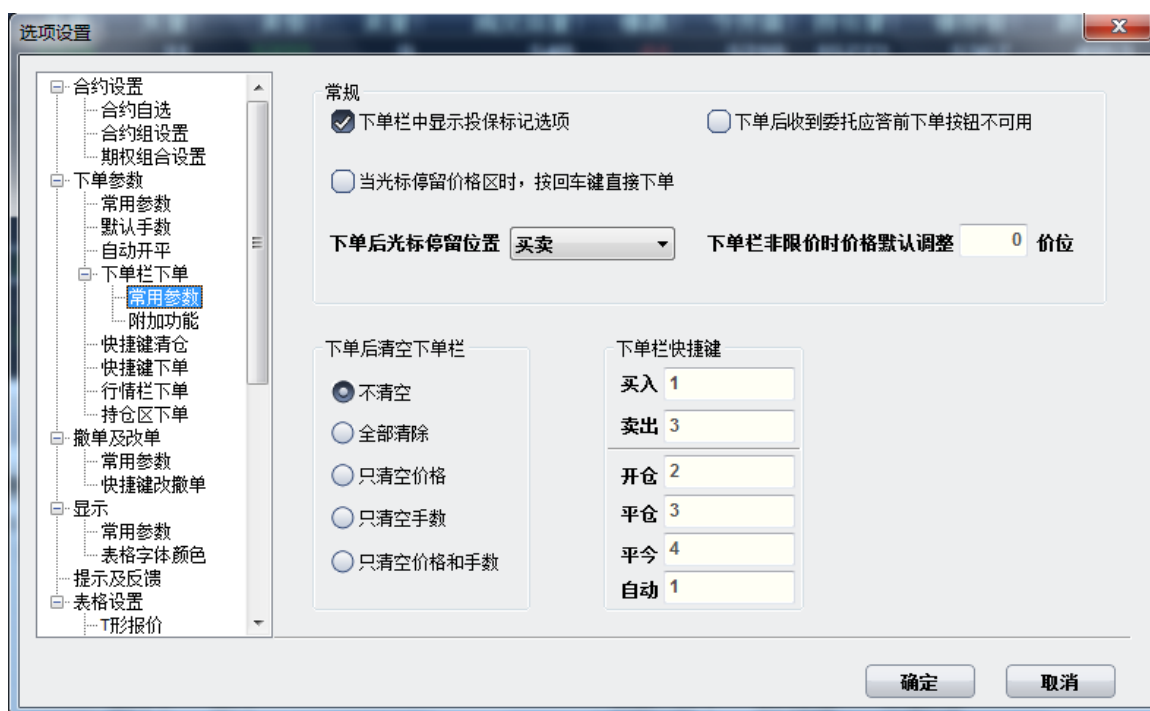 选项设置
合约设置
合约自选
合约组设置
期权组合设置
下单参数
常用参数
默认手数
自动开平
下单栏下单
常用参数
附加功能
快捷键清仓
快捷键下单
行情栏下单
持仓区下单
撤单及改单
常用参数
快捷键改撤单
显示
常用参数
表格字体颜色
提示及反馈
表格设置
T形报价
常规
下单栏中显示投保标记选项
下单后收到委托应答前下单按钮不可用
当光标停留价格区时，按回车键直接下单
下单后光标停留位置 买卖
下单栏非限价时价格默认调整 0 价位
下单后清空下单栏
不清空
全部清除
只清空价格
只清空手数
只清空价格和手数
下单栏快捷键
买入 1
卖出 3
开仓 2
平仓 3
平今 4
自动 1
确定
取消